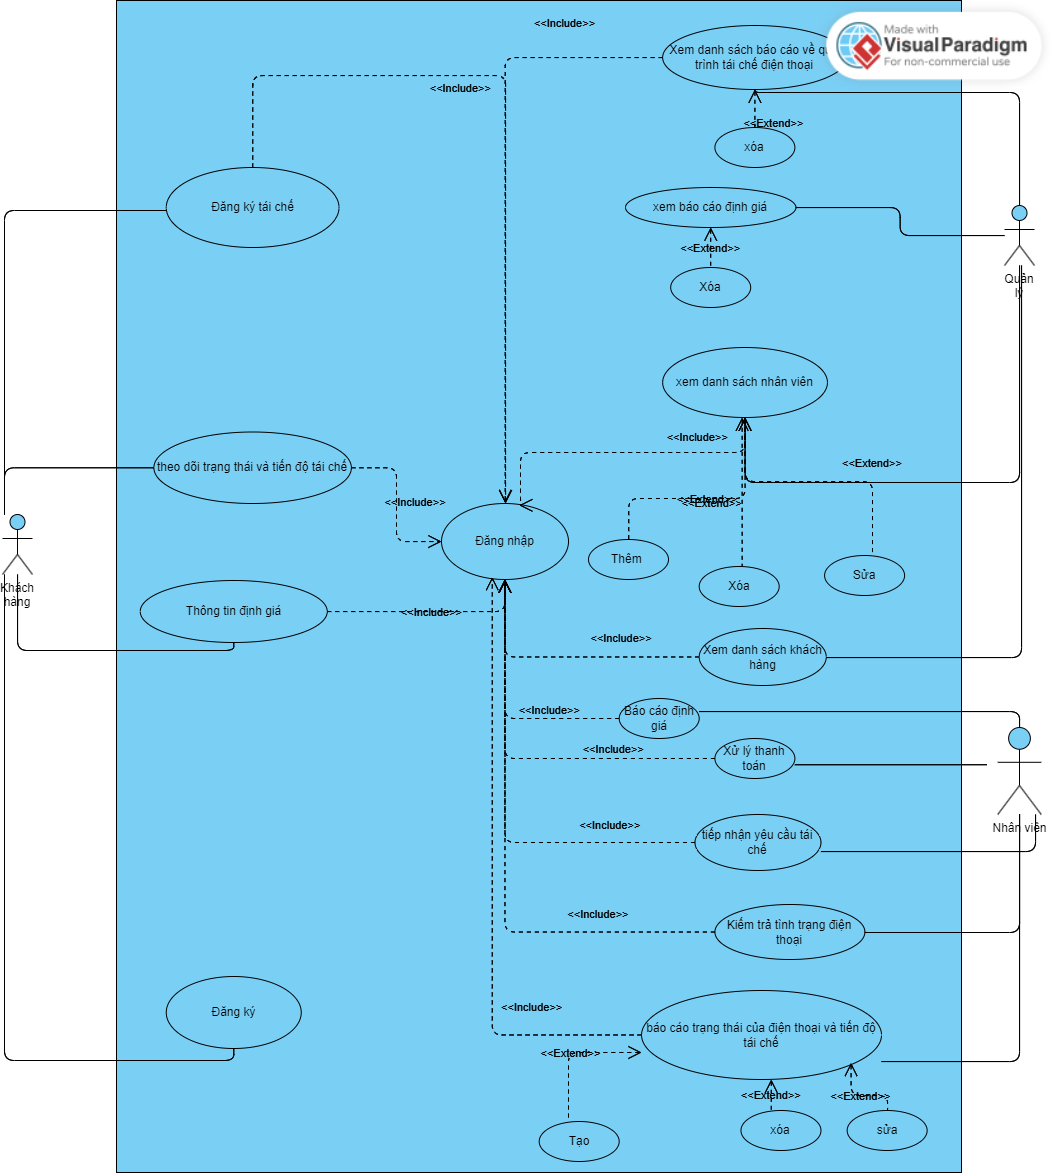 <<Include>>
Made with
VisualParadigm
For non-commercial use
Xem danh sách báo cáo về qu
trình tái chế điện thoại
<<Include>>
<<Extend>>
xóa
Đăng ký tái chế
xem báo cáo định giá
<<Extend>>
Quản
lý
Xóa
xem danh sách nhân viên
<<Include>>
<<Extend>>
theo dõi trạng thái và tiến độ tái chế
<<Include>>
<<Extend>>
<<Extend>>
Đăng nhập
Thêm
Xóa
Sửa
Khách
hàng
Thông tin định giá
<<Include>>
<<Include>>
Xem danh sách khách
hàng
<<Include>>
Báo cáo định
giá
<<Include>>
Xử lý thanh
toán
<<Include>>
tiếp nhận yêu cầu tái
chế
Nhân viên
<<Include>>
Kiếm trả tình trạng điện
thoại
Đăng ký
<<Include>>
báo cáo trạng thái của điện thoại và tiến độ
tái chế
<<Extend>>
<<Extend>>
<<Extend>>
Tạo
xóa
sửa